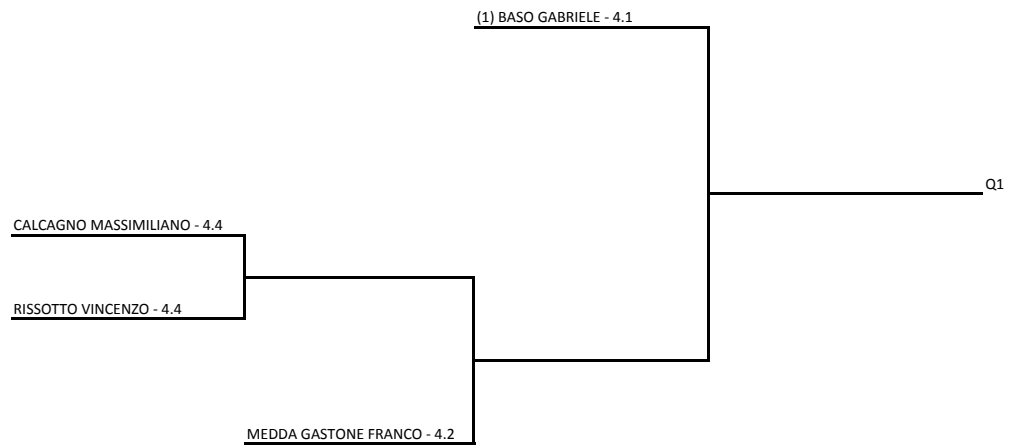 (1) BASO GABRIELE - 4.1
Q1
CALCAGNO MASSIMILIANO - 4.4
RISSOTTO VINCENZO - 4.4
MEDDA GASTONE FRANCO - 4.2